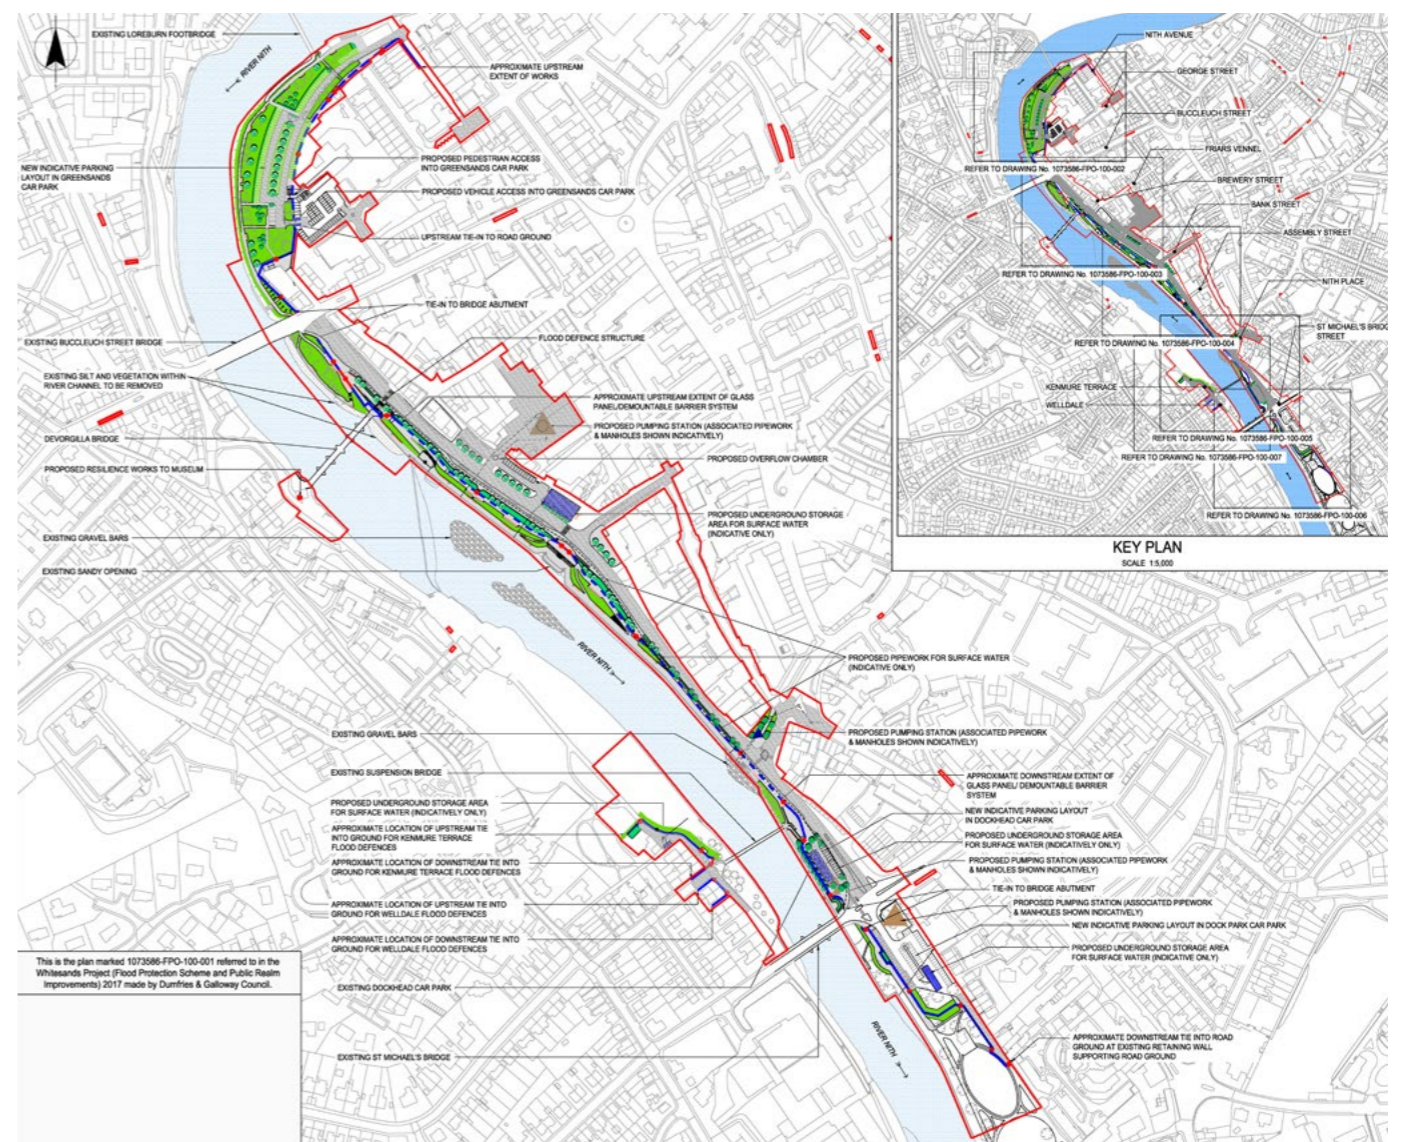 EXISTING LOREBURN FOOTBRIDGE
RIVER NITH
APPROXIMATE UPSTREAM
EXTENT OF WORKS
NEW INDICATIVE PARKING
LAYOUT IN GREENSANDS
CAR PARK
PROPOSED PEDESTRIAN ACCESS
INTO GREENSANDS CAR PARK
PROPOSED VEHICLE ACCESS INTO GREENSANDS CAR PARK
UPSTREAM TIE-IN TO ROAD GROUND
TIE-IN TO BRIDGE ABUTMENT
EXISTING BUCCLEUCH STREET BRIDGE
FLOOD DEFENCE STRUCTURE
EXISTING SILT AND VEGETATION WITHIN
RIVER CHANNEL TO BE REMOVED
APPROXIMATE UPSTREAM EXTENT OF GLASS
PANEL/DEMOUNTABLE BARRIER SYSTEM
PROPOSED PUMPING STATION (ASSOCIATED PIPEWORK
& MANHOLES SHOWN INDICATIVELY)
DEVORGILLA BRIDGE
PROPOSED OVERFLOW CHAMBER
PROPOSED RESILIENCE WORKS TO MUSEUM
PROPOSED UNDERGROUND STORAGE
AREA FOR SURFACE WATER
(INDICATIVE ONLY)
EXISTING GRAVEL BARS
EXISTING SANDY OPENING
RIVER NITH
PROPOSED PIPEWORK FOR SURFACE WATER
(INDICATIVE ONLY)
EXISTING GRAVEL BARS
PROPOSED PUMPING STATION (ASSOCIATED PIPEWORK
& MANHOLES SHOWN INDICATIVELY)
EXISTING SUSPENSION BRIDGE
APPROXIMATE DOWNSTREAM EXTENT OF
GLASS PANEL/ DEMOUNTABLE BARRIER
SYSTEM
PROPOSED UNDERGROUND STORAGE AREA
FOR SURFACE WATER (INDICATIVELY ONLY)
NEW INDICATIVE PARKING LAYOUT
IN DOCKHEAD CAR PARK
APPROXIMATE LOCATION OF UPSTREAM TIE
INTO GROUND FOR KENMURE TERRACE
FLOOD DEFENCES
PROPOSED UNDERGROUND STORAGE AREA
FOR SURFACE WATER (INDICATIVE ONLY)
APPROXIMATE LOCATION OF DOWNSTREAM TIE INTO
GROUND FOR KENMURE TERRACE FLOOD DEFENCES
PROPOSED PUMPING STATION (ASSOCIATED PIPEWORK
& MANHOLES SHOWN INDICATIVELY)
TIE-IN TO BRIDGE ABUTMENT
APPROXIMATE LOCATION OF UPSTREAM TIE INTO
GROUND FOR WELLDALE FLOOD DEFENCES
PROPOSED PUMPING STATION (ASSOCIATED PIPEWORK
& MANHOLES SHOWN INDICATIVELY)
NEW INDICATIVE PARKING LAYOUT IN DOCK PARK CAR PARK
APPROXIMATE LOCATION OF DOWNSTREAM TIE INTO
GROUND FOR WELLDALE FLOOD DEFENCES
PROPOSED UNDERGROUND STORAGE AREA
FOR SURFACE WATER (INDICATIVE ONLY)
EXISTING DOCKHEAD CAR PARK
RIVER NITH
EXISTING ST MICHAEL'S BRIDGE
APPROXIMATE DOWNSTREAM TIE INTO ROAD
GROUND AT EXISTING RETAINING WALL
SUPPORTING ROAD GROUND
This is the plan marked 1073586-FPO-100-001 referred to in the
Whitesands Project (Flood Protection Scheme and Public Realm
Improvements) 2017 made by Dumfries & Galloway Council.
NITH AVENUE
GEORGE STREET
BUCCLEUCH STREET
FRIARS VENNEL
REFER TO DRAWING No. 1073586-FPO-100-002
BREWERY STREET
BANK STREET
ASSEMBLY STREET
REFER TO DRAWING No. 1073586-FPO-100-003
NITH PLACE
ST MICHAEL'S BRIDG
STREET
REFER TO DRAWING No. 1073586-FPO-100-004
KENMURE TERRACE
WELLDALE
REFER TO DRAWING No. 1073586-FPO-100-005
REFER TO DRAWING No. 1073586-FPO-100-007
REFER TO DRAWING No. 1073586-FPO-100-006
KEY PLAN
SCALE 1:5,000